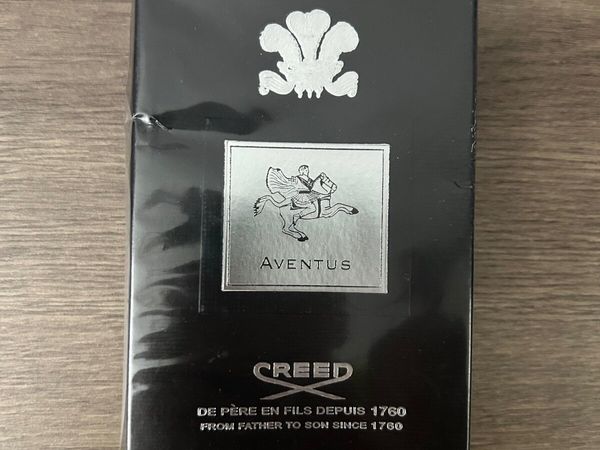 AVENTUS
CREED
DE PÈRE EN FILS DEPUIS 1760
FROM FATHER TO SON SINCE 1760